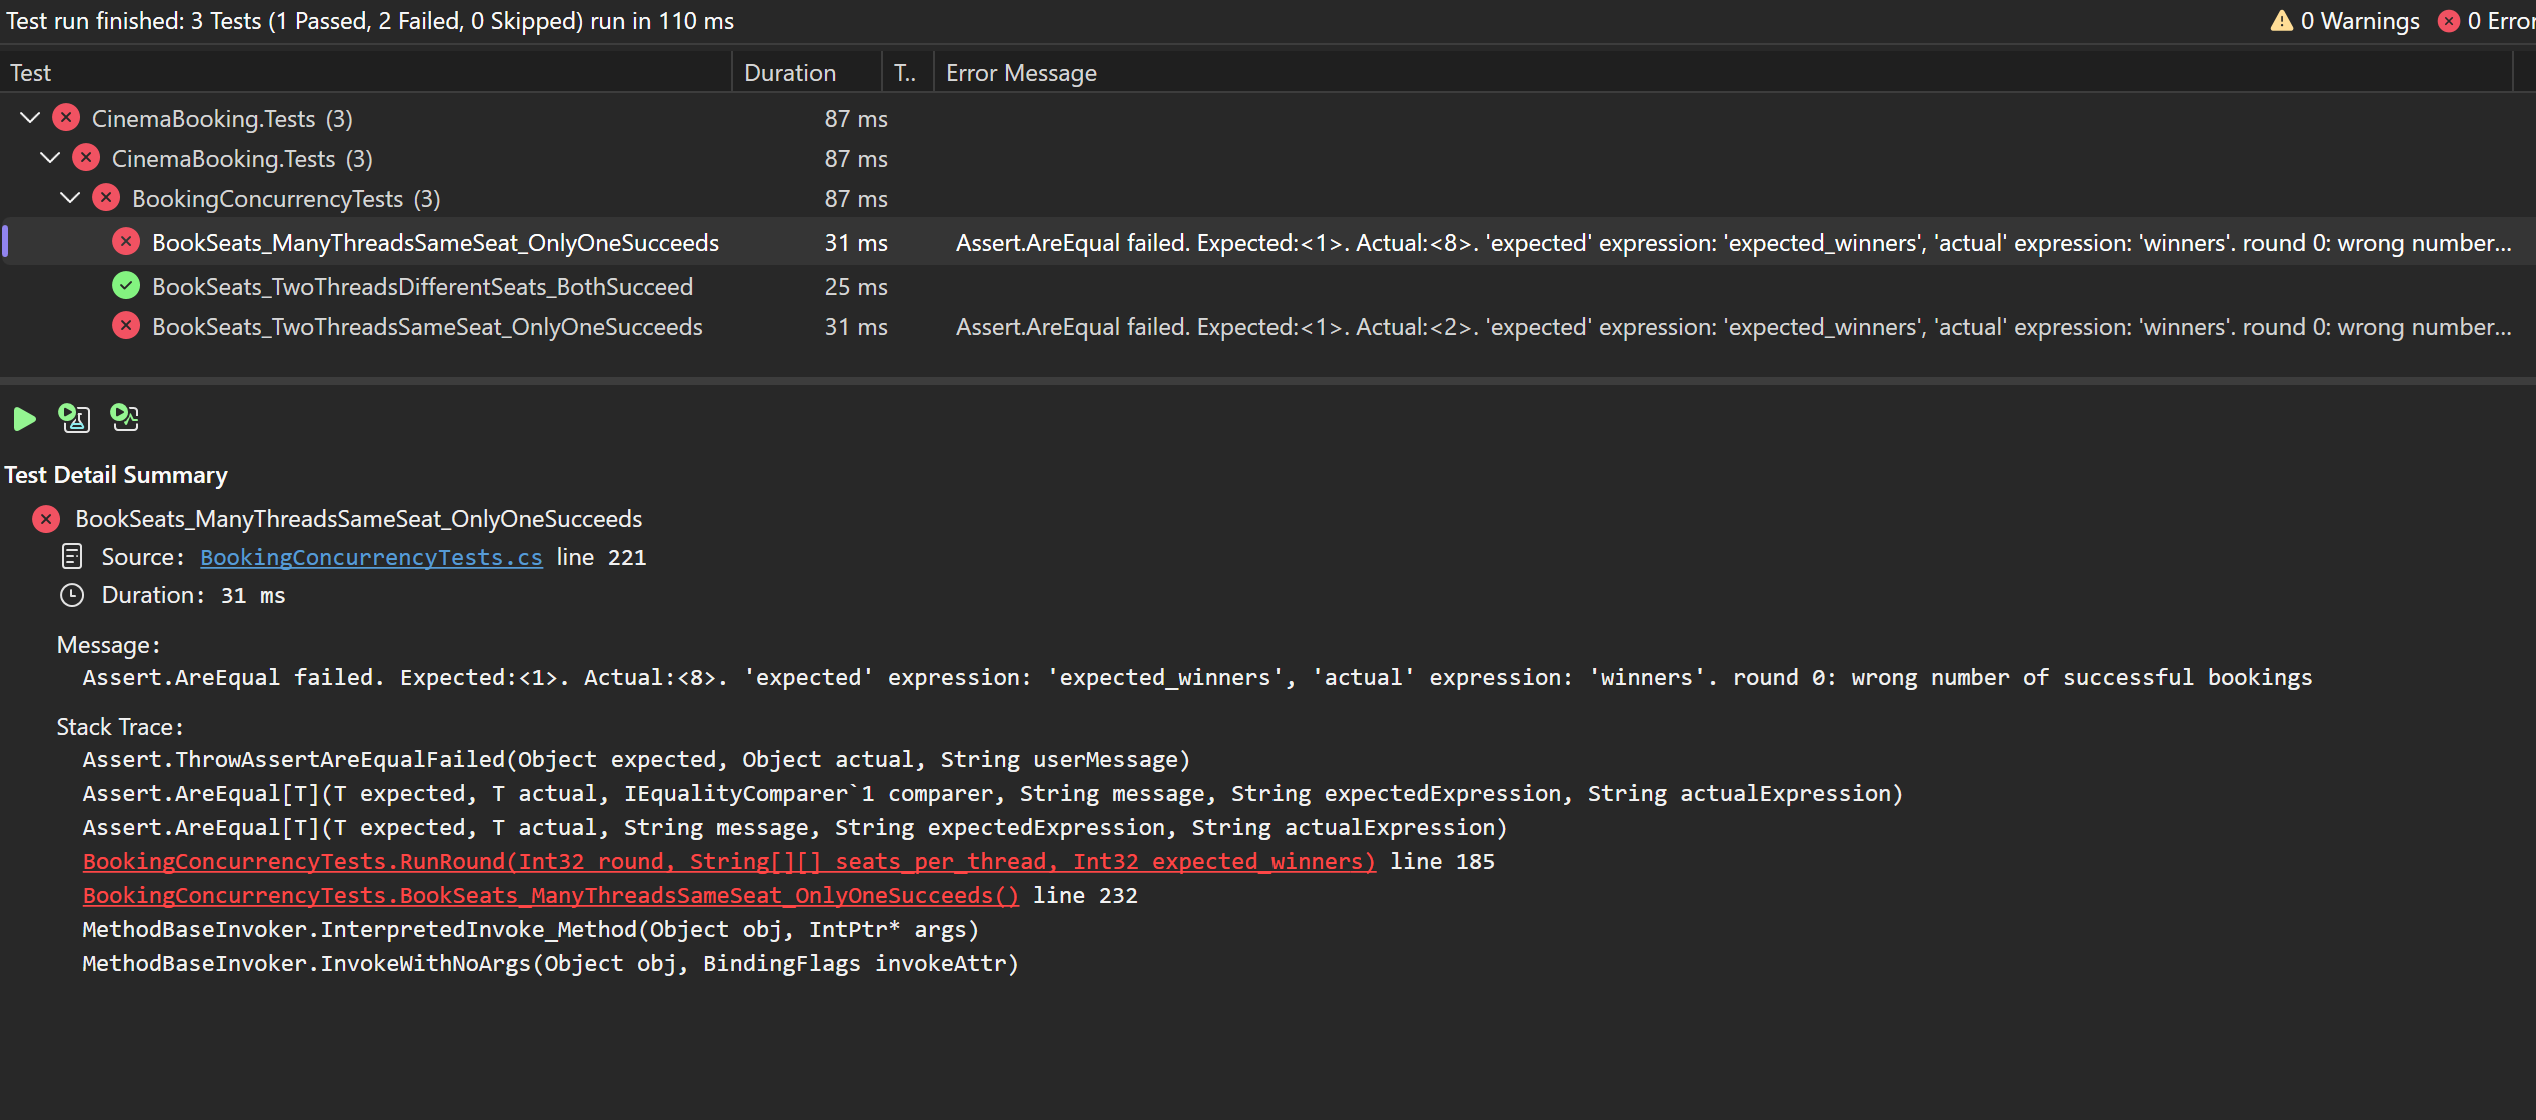 Test run finished: 3 Tests (1 Passed, 2 Failed, 0 Skipped) run in 110 ms
0 Warnings
0 Error
Test Duration T.. Error Message
CinemaBooking.Tests (3) 87 ms
CinemaBooking.Tests (3) 87 ms
BookingConcurrencyTests (3) 87 ms
BookSeats_ManyThreadsSameSeat_OnlyOneSucceeds 31 ms Assert.AreEqual failed. Expected:<1>. Actual:<8>. 'expected' expression: 'expected_winners', 'actual' expression: 'winners'. round 0: wrong number...
BookSeats_TwoThreadsDifferentSeats_BothSucceed 25 ms
BookSeats_TwoThreadsSameSeat_OnlyOneSucceeds 31 ms Assert.AreEqual failed. Expected:<1>. Actual:<2>. 'expected' expression: 'expected_winners', 'actual' expression: 'winners'. round 0: wrong number...
Test Detail Summary
BookSeats_ManyThreadsSameSeat_OnlyOneSucceeds
Source: BookingConcurrencyTests.cs line 221
Duration: 31 ms
Message:
Assert.AreEqual failed. Expected:<1>. Actual:<8>. 'expected' expression: 'expected_winners', 'actual' expression: 'winners'. round 0: wrong number of successful bookings
Stack Trace:
Assert.ThrowAssertAreEqualFailed(Object expected, Object actual, String userMessage)
Assert.AreEqual[T](T expected, T actual, IEqualityComparer`1 comparer, String message, String expectedExpression, String actualExpression)
Assert.AreEqual[T](T expected, T actual, String message, String expectedExpression, String actualExpression)
BookingConcurrencyTests.RunRound(Int32 round, String[][] seats_per_thread, Int32 expected_winners) line 185
BookingConcurrencyTests.BookSeats_ManyThreadsSameSeat_OnlyOneSucceeds() line 232
MethodBaseInvoker.InterpretedInvoke_Method(Object obj, IntPtr* args)
MethodBaseInvoker.InvokeWithNoArgs(Object obj, BindingFlags invokeAttr)